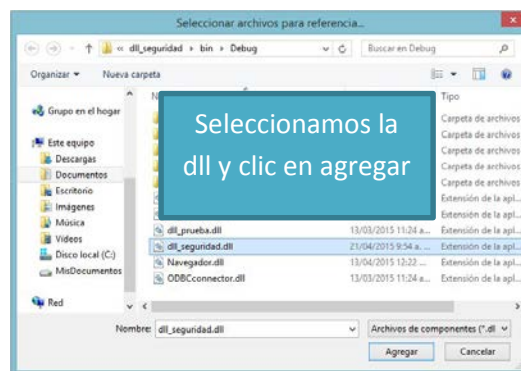 Seleccionar archivos para referencia...
« dll_seguridad › bin › Debug
Buscar en Debug
Organizar
Nueva carpeta
Tipo
Grupo en el hogar
Este equipo
Descargas
Documentos
Escritorio
Imágenes
Música
Vídeos
Disco local (C:)
MisDocumentos
Red
Seleccionamos la
dll y clic en agregar
Carpeta de archivos
Carpeta de archivos
Carpeta de archivos
Carpeta de archivos
Carpeta de archivos
Extensión de la apl...
Extensión de la apl...
dll_prueba.dll 13/03/2015 11:24 a... Extensión de la apl...
dll_seguridad.dll 21/04/2015 9:54 a. ... Extensión de la apl...
Navegador.dll 13/04/2015 12:22 ... Extensión de la apl...
ODBCconnector.dll 13/03/2015 11:24 a... Extensión de la apl...
Nombre: dll_seguridad.dll
Archivos de componentes (*.dl
Agregar
Cancelar